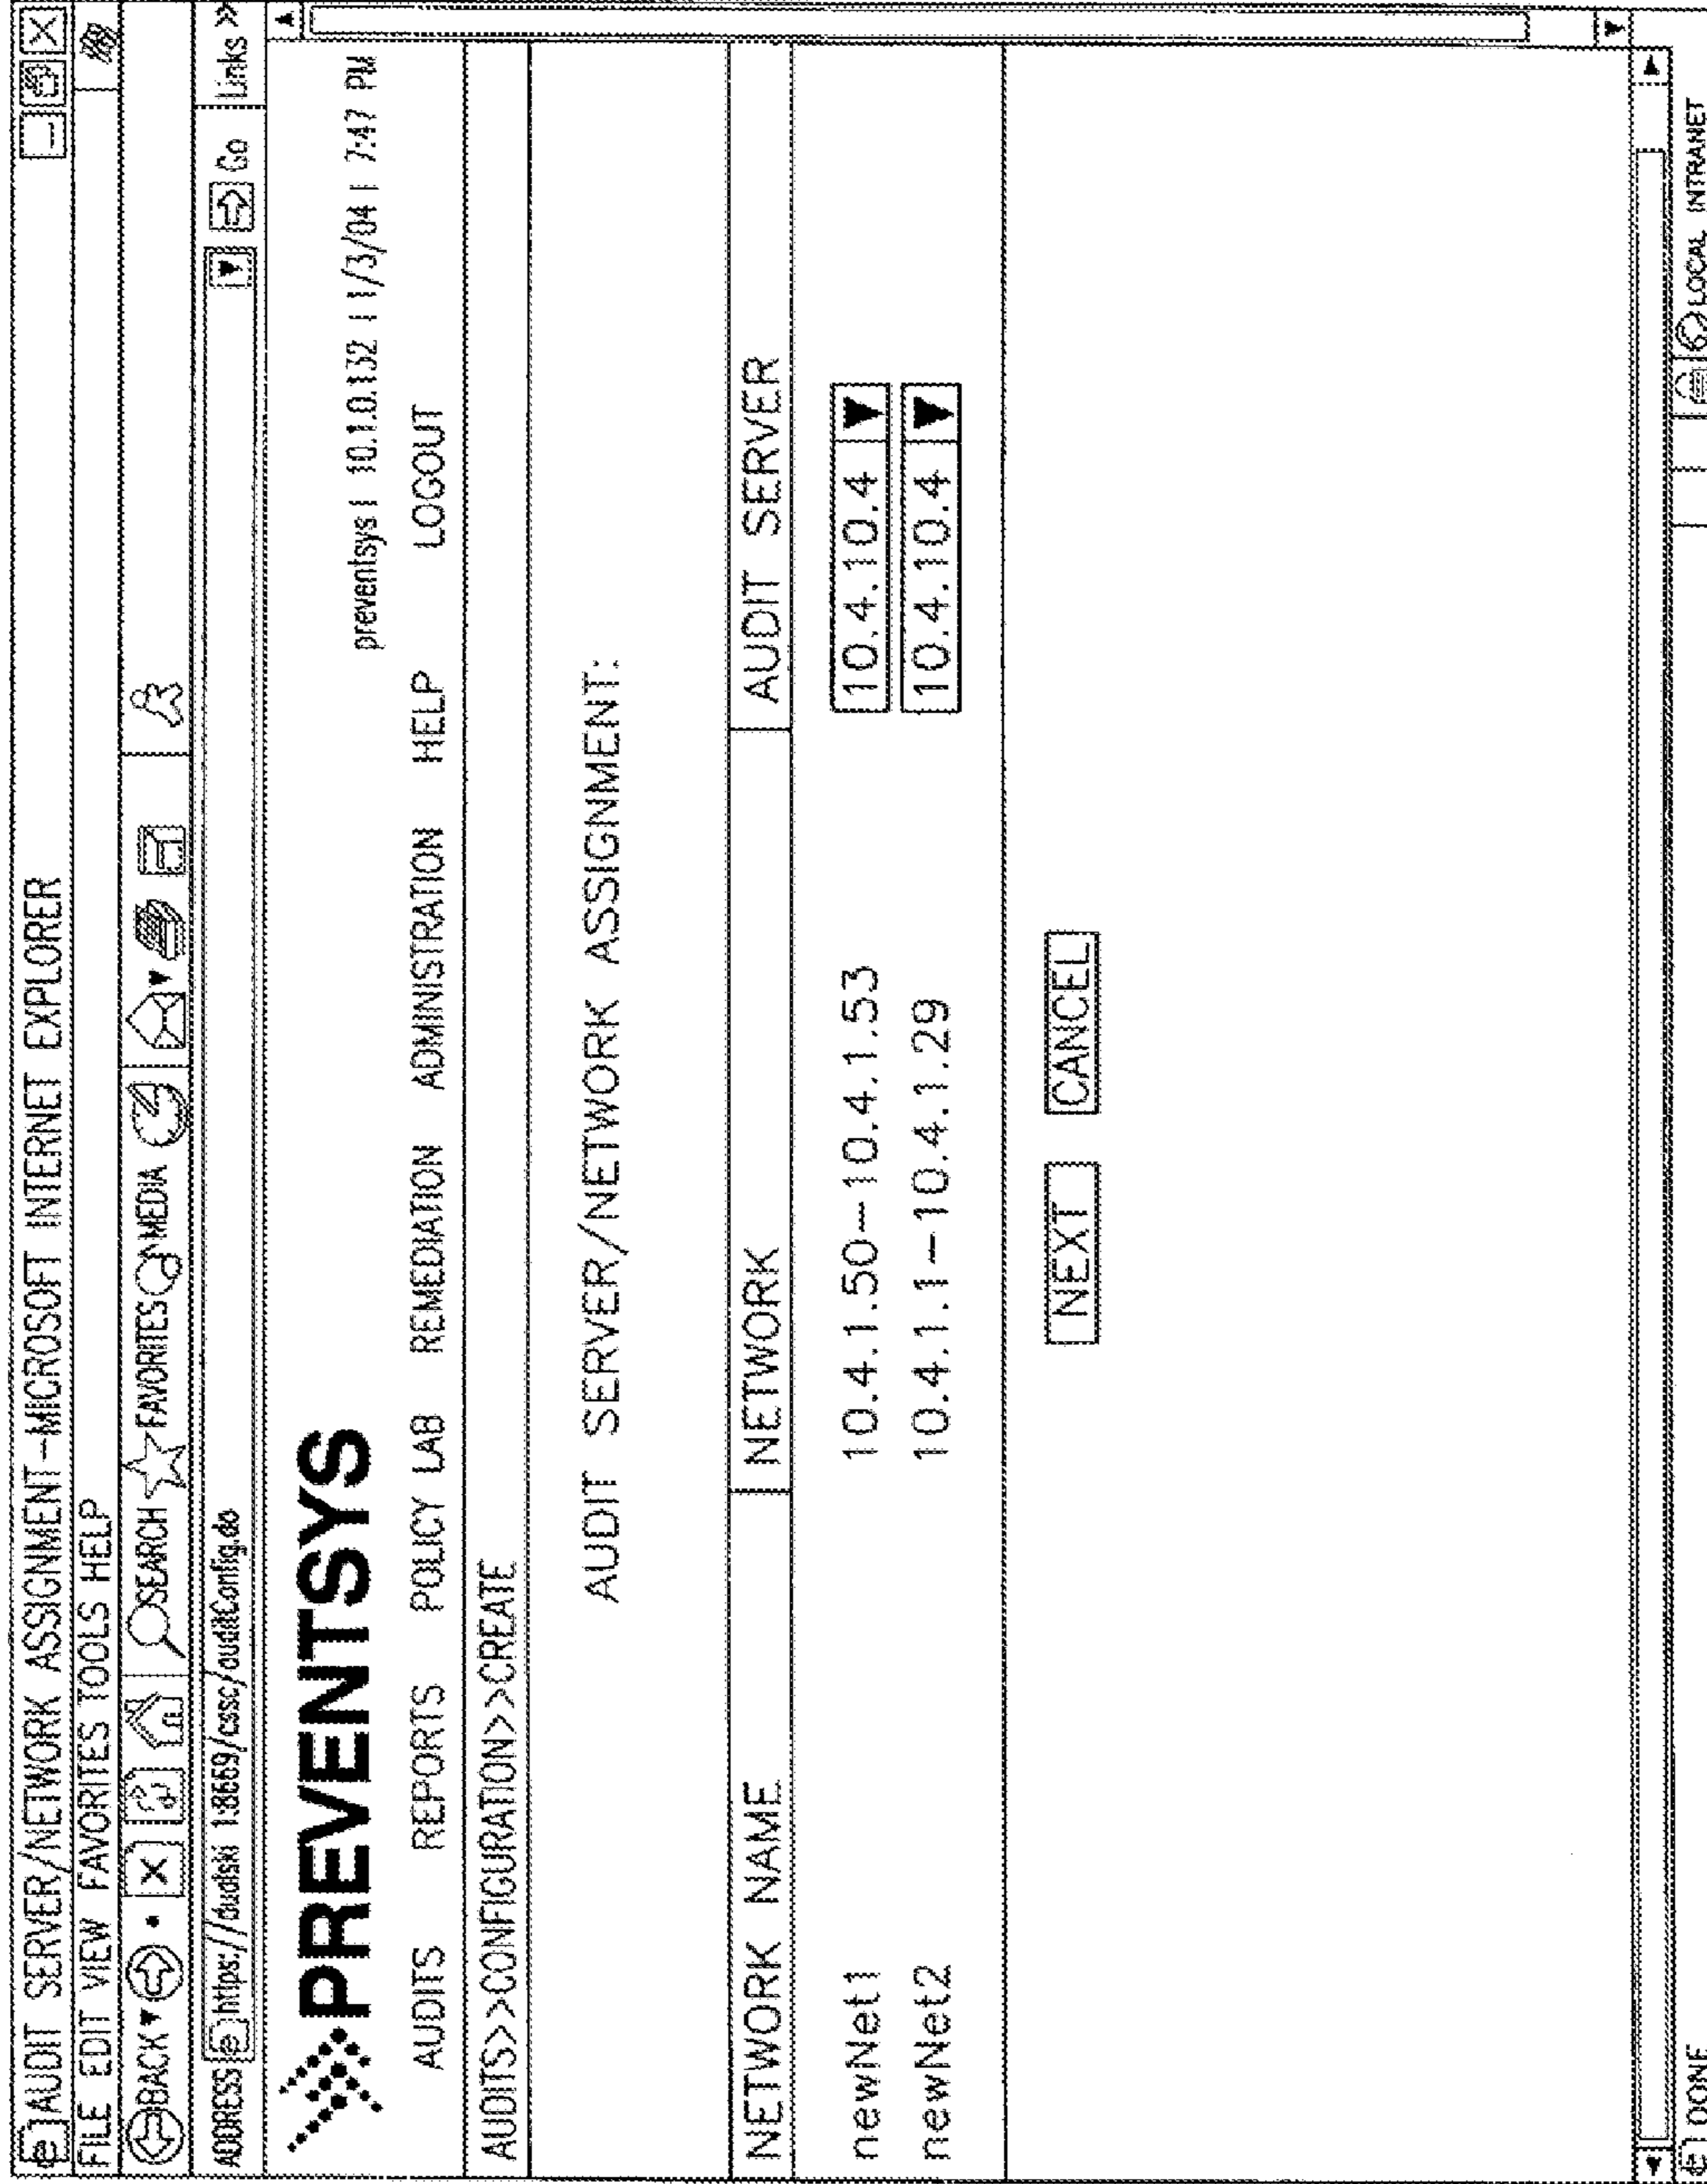 AUDIT SERVER/NETWORK ASSIGNMENT-MICROSOFT INTERNET EXPLORER
FILE EDIT VIEW FAVORITES TOOLS HELP
BACK SEARCH FAVORITES MEDIA
ADDRESS https://dudiski 1:8669/cssc/auditConfig.do Go Links »
PREVENTSYS
preventsys | 10.1.0.132 | 1/3/04 | 7:47 PM
AUDITS REPORTS POLICY LAB REMEDIATION ADMINISTRATION HELP LOGOUT
AUDITS>>CONFIGURATION>>CREATE
AUDIT SERVER/NETWORK ASSIGNMENT:
NETWORK NAME NETWORK AUDIT SERVER
newNet1 10.4.1.50-10.4.1.53 10.4.10.4
newNet2 10.4.1.1-10.4.1.29 10.4.10.4
NEXT CANCEL
DONE LOCAL INTRANET